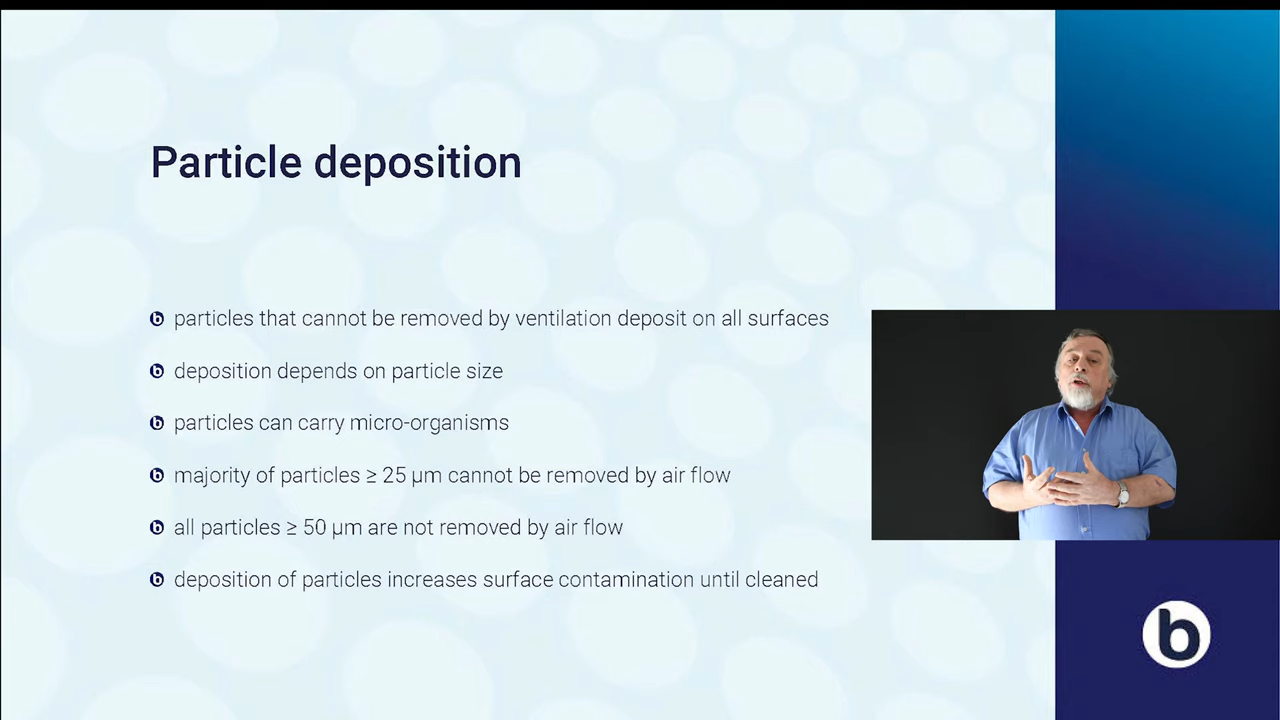 Particle deposition
particles that cannot be removed by ventilation deposit on all surfaces
deposition depends on particle size
particles can carry micro-organisms
majority of particles ≥ 25 µm cannot be removed by air flow
all particles ≥ 50 µm are not removed by air flow
deposition of particles increases surface contamination until cleaned
b